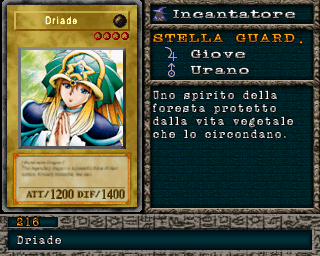 Driade
Incantatore
STELLA GUARD.
Giove
Urano
Uno spirito della
foresta protetto
dalla vita vegetale
che lo circondano.
ATT/1200 DIF/1400
216
Driade